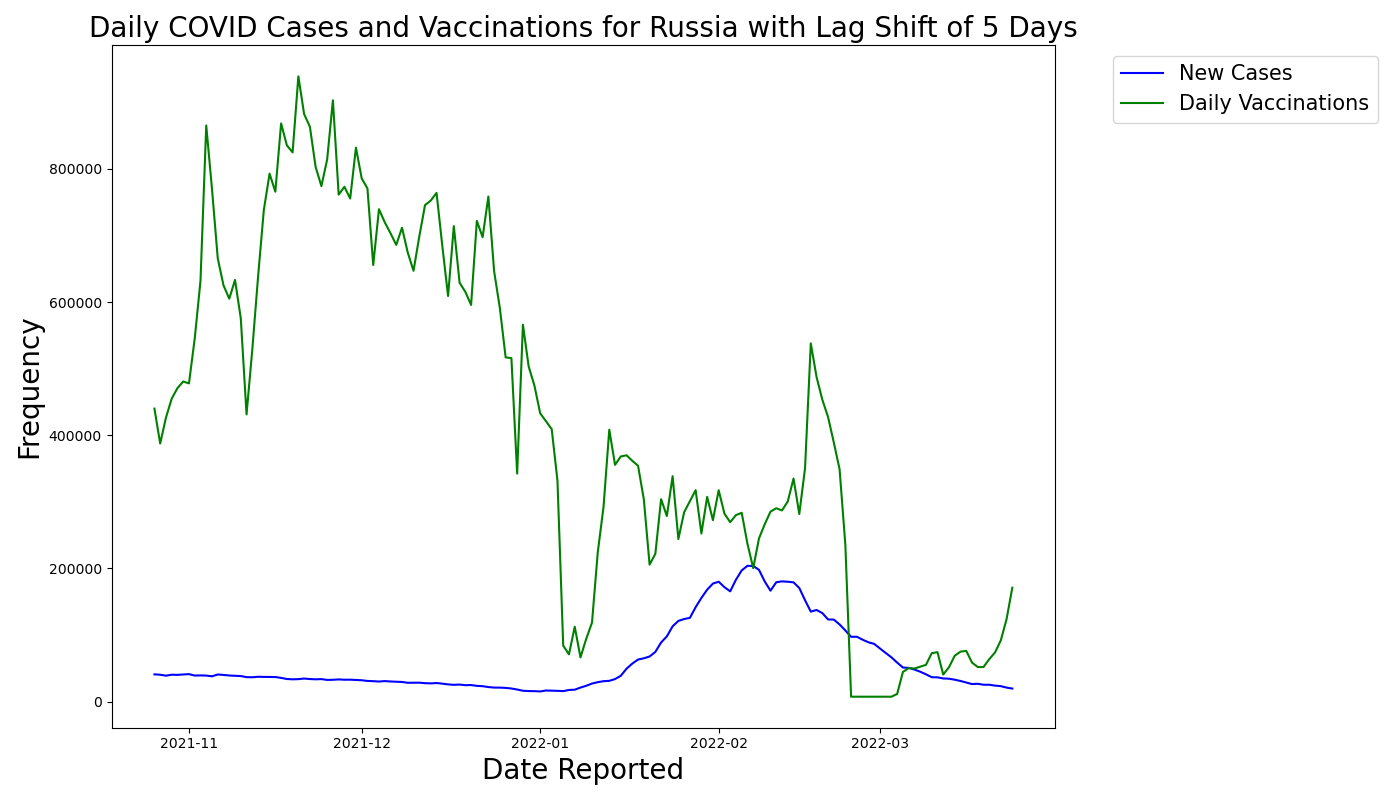 Daily COVID Cases and Vaccinations for Russia with Lag Shift of 5 Days
New Cases
Daily Vaccinations
Frequency
800000
600000
400000
200000
0
2021-11
2021-12
2022-01
2022-02
2022-03
Date Reported